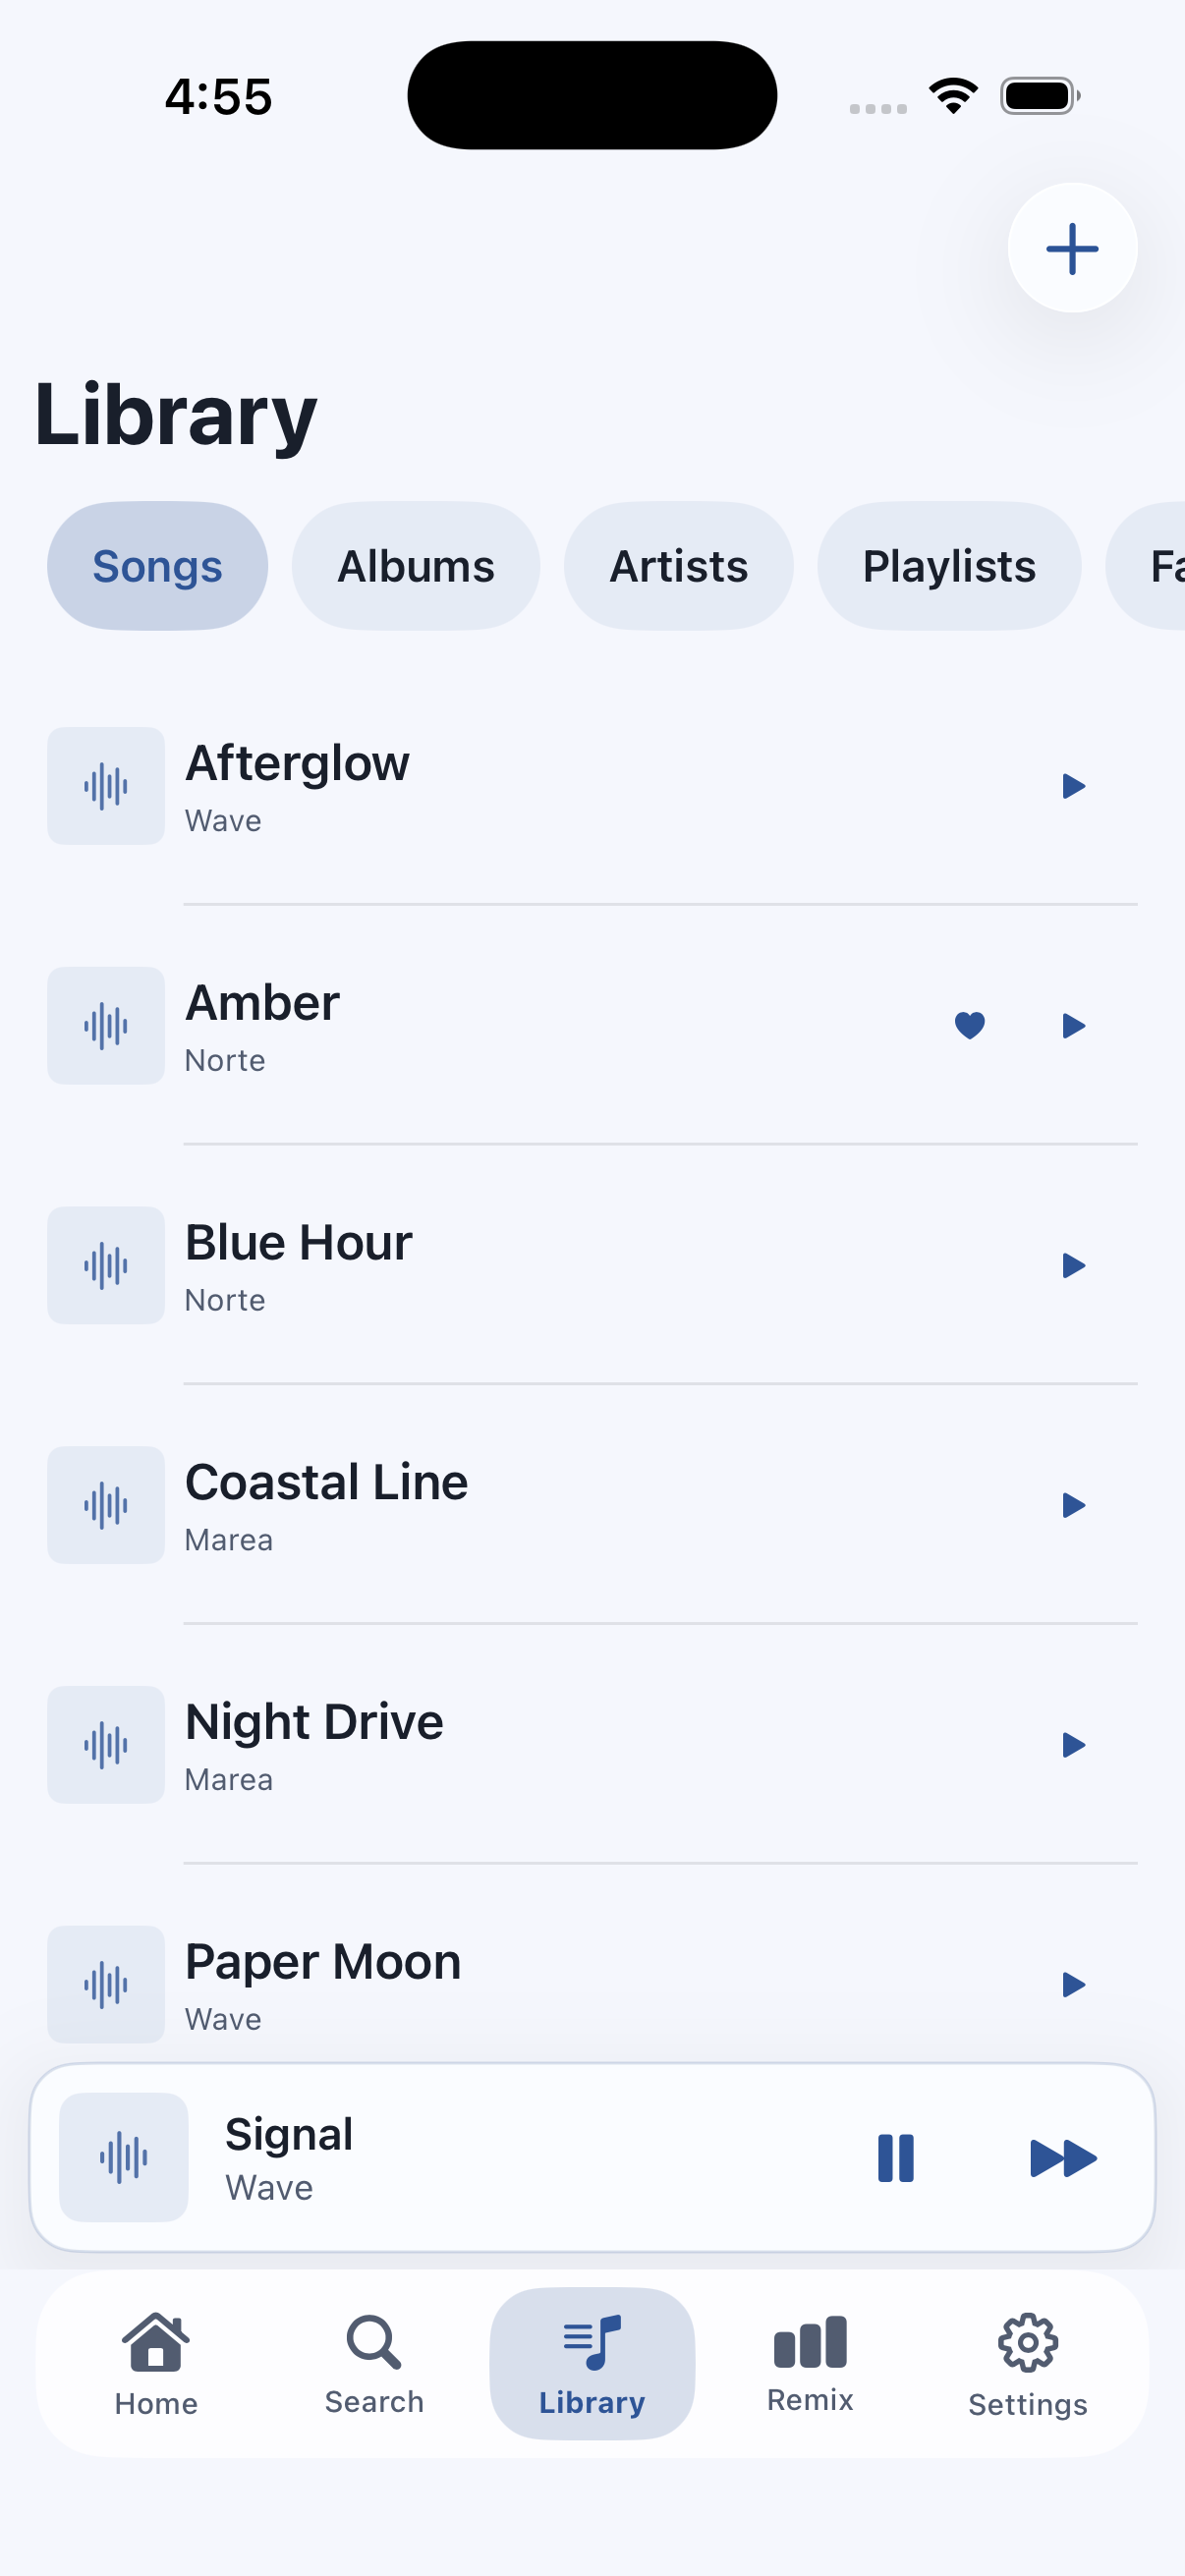 4:55
Library
Songs
Albums
Artists
Playlists
Fa
Afterglow
Wave
Amber
Norte
Blue Hour
Norte
Coastal Line
Marea
Night Drive
Marea
Paper Moon
Wave
Signal
Wave
Home
Search
Library
Remix
Settings